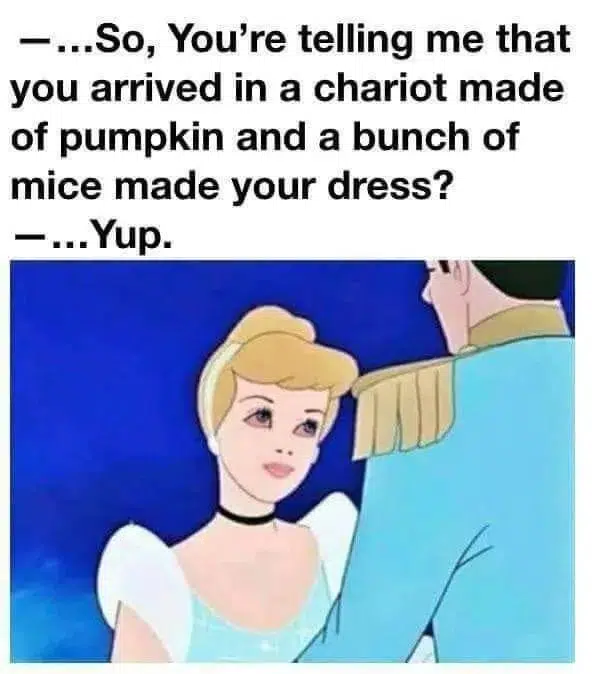 —...So, You’re telling me that
you arrived in a chariot made
of pumpkin and a bunch of
mice made your dress?
—...Yup.